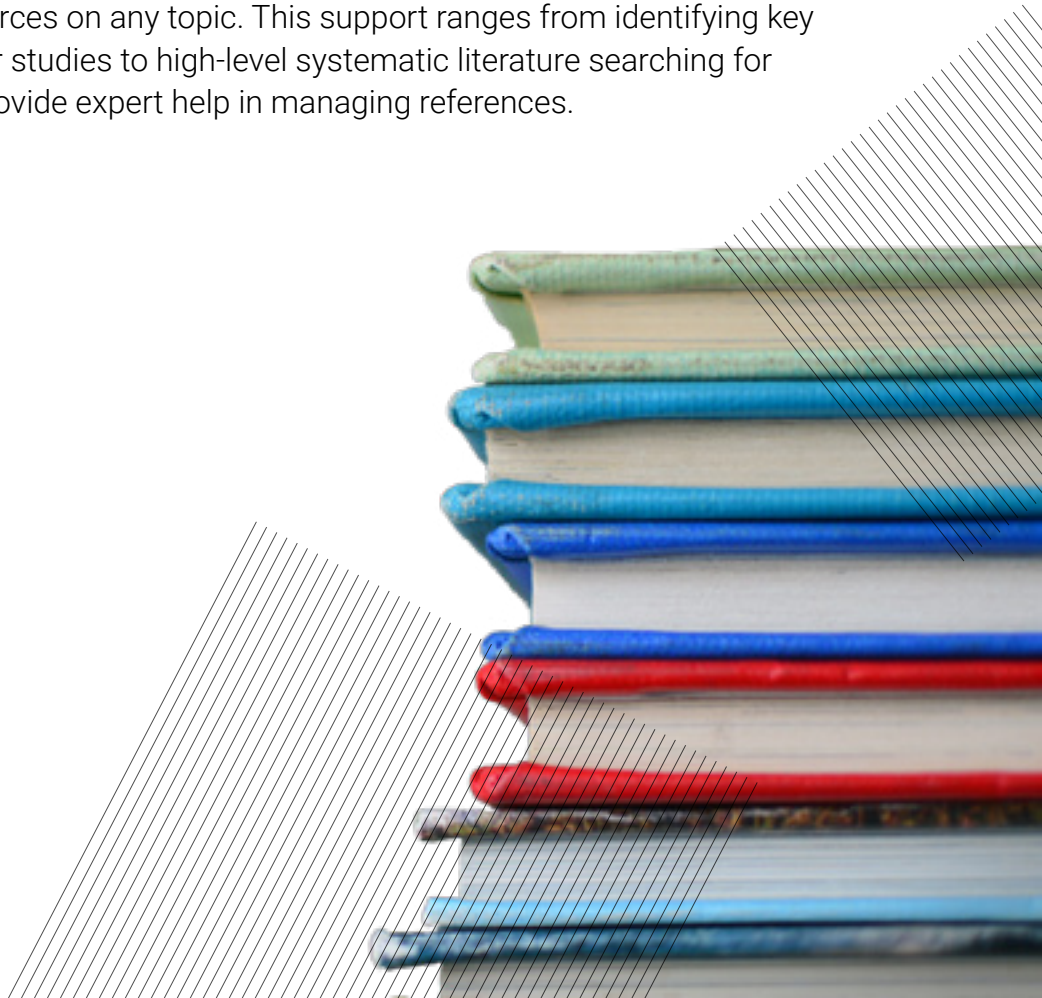 rces on any topic. This support ranges from identifying key
r studies to high-level systematic literature searching for
ovide expert help in managing references.